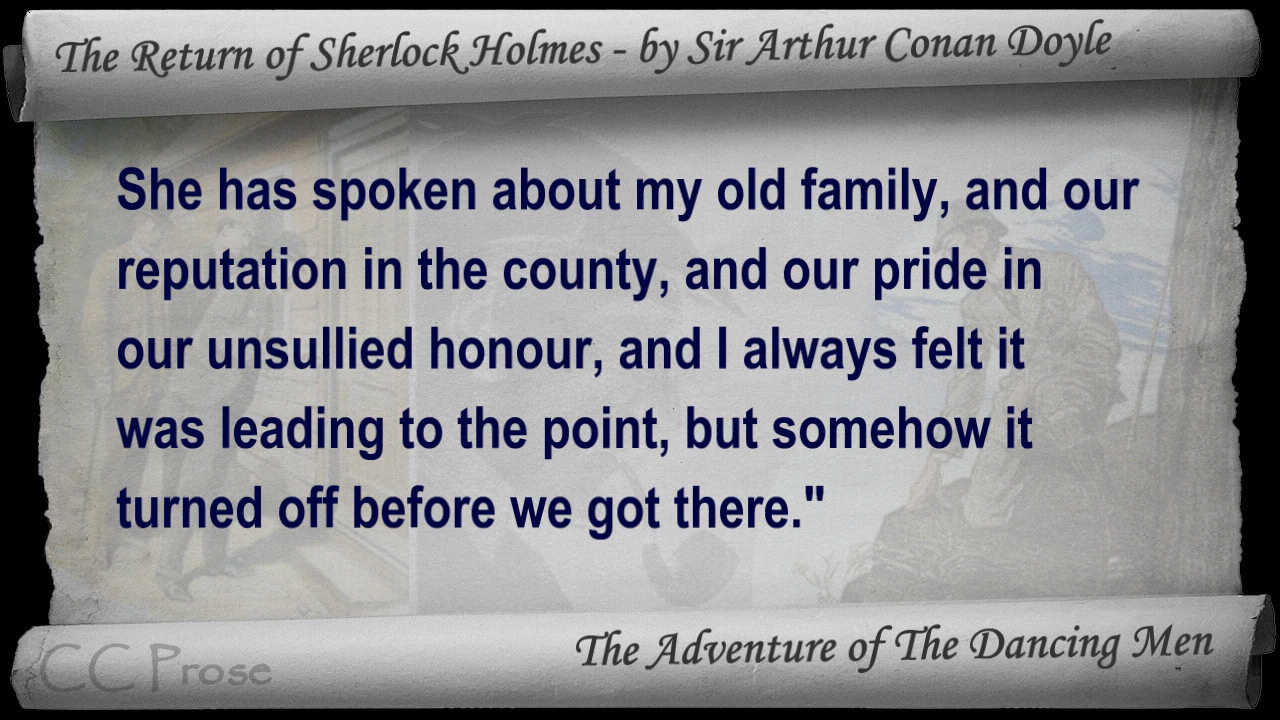 The Return of Sherlock Holmes - by Sir Arthur Conan Doyle
She has spoken about my old family, and our
reputation in the county, and our pride in
our unsullied honour, and I always felt it
was leading to the point, but somehow it
turned off before we got there."
The Adventure of The Dancing Men
CC Prose